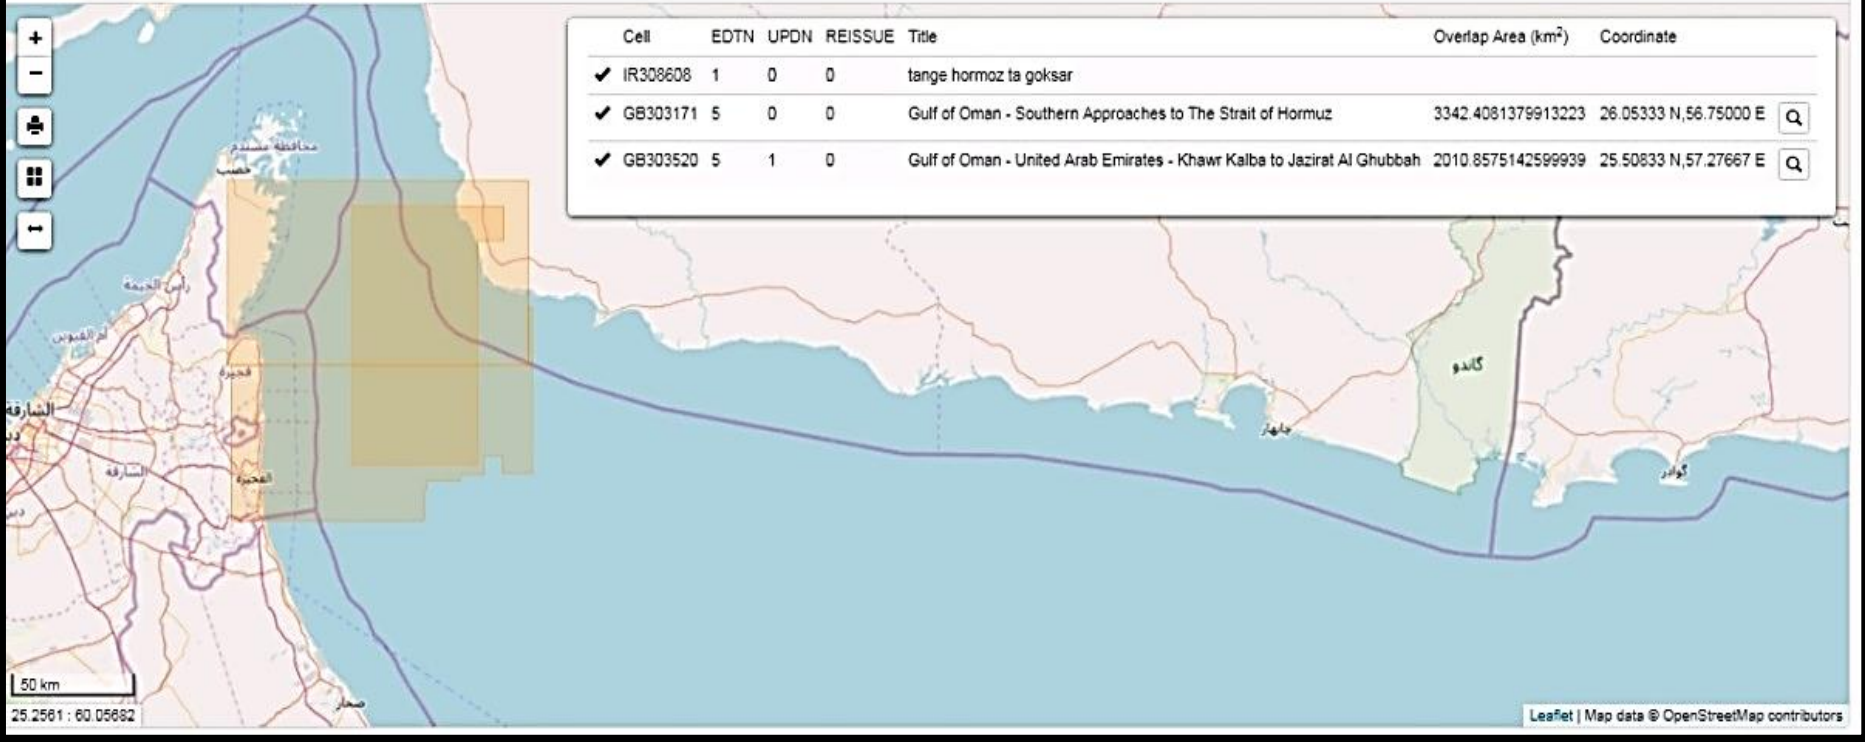 Cell EDTN UPDN REISSUE Title Overlap Area (km²) Coordinate
✔ IR308608 1 0 0 tange hormoz ta goksar
✔ GB303171 5 0 0 Gulf of Oman - Southern Approaches to The Strait of Hormuz 3342.4081379913223 26.05333 N,56.75000 E
✔ GB303520 5 1 0 Gulf of Oman - United Arab Emirates - Khawr Kalba to Jazirat Al Ghubbah 2010.8575142599939 25.50833 N,57.27667 E
+
−
محافظة مسندم
خصب
رأس الخيمة
أم القيوين
فجيرة
گاندو
الشارقة
چابهار
الشارقة
گوادر
الفجيرة
صحار
50 km
25.2561 : 60.05682
Leaflet | Map data © OpenStreetMap contributors